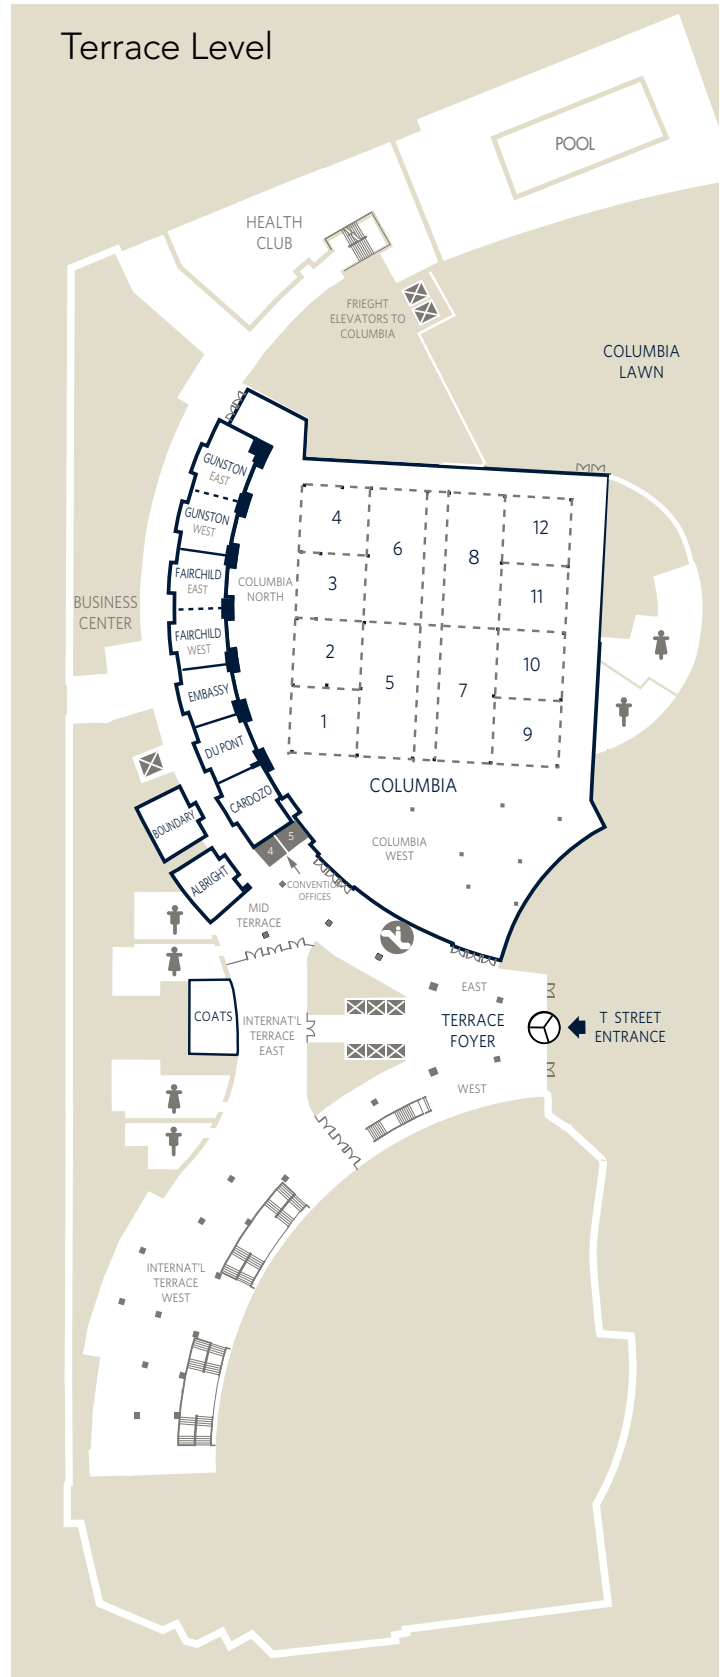 Terrace Level
POOL
HEALTH
CLUB
FRIEGHT
ELEVATORS TO
COLUMBIA
COLUMBIA
LAWN
GUNSTON
EAST
GUNSTON
WEST
FAIRCHILD
EAST
FAIRCHILD
WEST
EMBASSY
DU PONT
CARDOZO
COLUMBIA
NORTH
BUSINESS
CENTER
4
6
8
12
3
11
2
5
7
10
1
9
COLUMBIA
COLUMBIA
WEST
BOUNDARY
ALBRIGHT
4
5
CONVENTION
OFFICES
MID
TERRACE
COATS
INTERNAT'L
TERRACE
EAST
EAST
TERRACE
FOYER
WEST
T STREET
ENTRANCE
INTERNAT'L
TERRACE
WEST